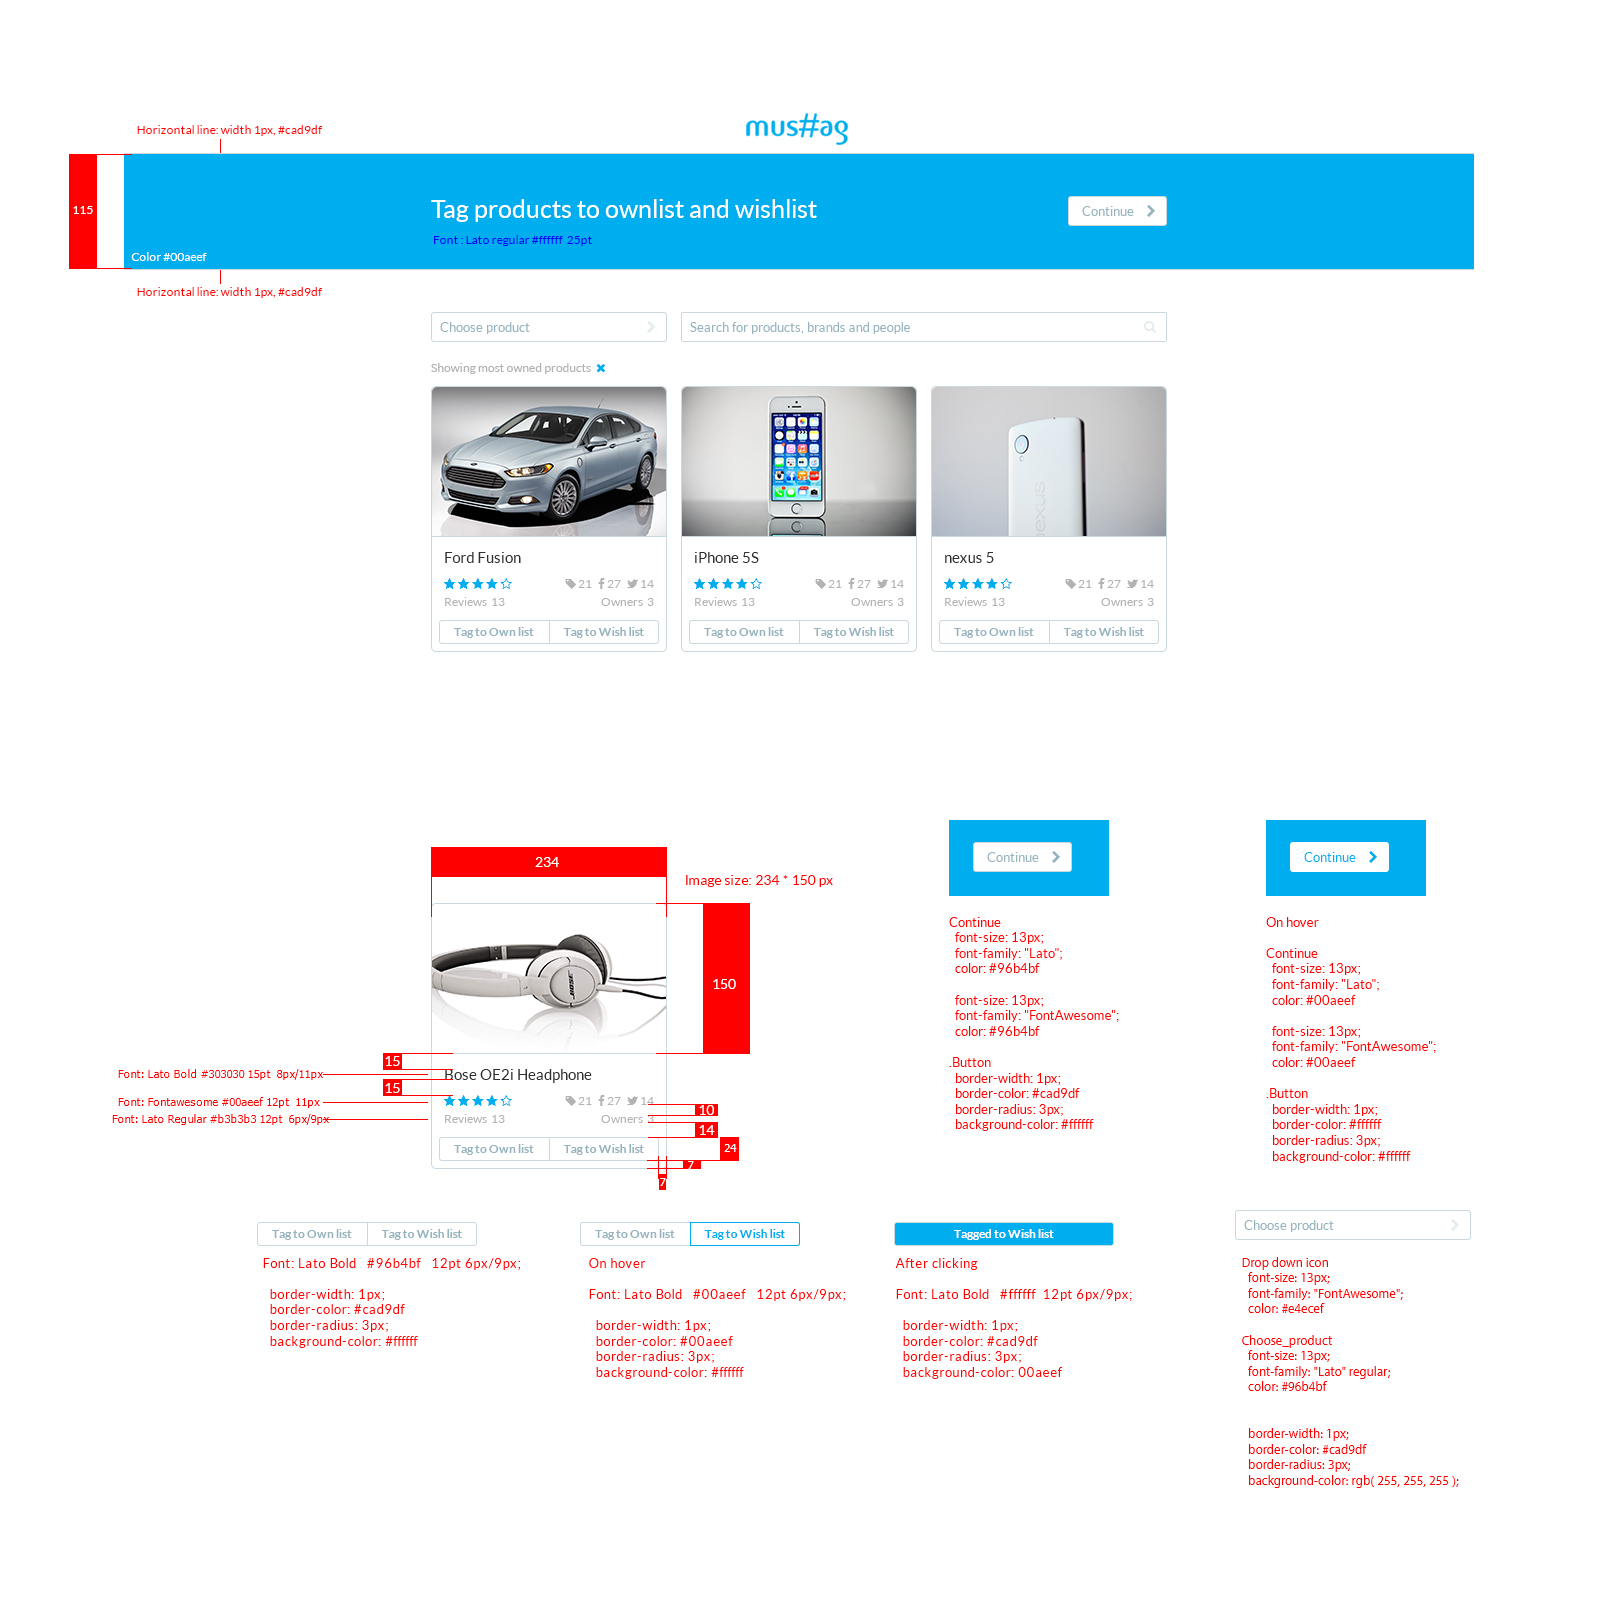 Horizontal line: width 1px, #cad9df
mus#ag
115
Tag products to ownlist and wishlist
Continue
Font : Lato regular #ffffff 25pt
Color #00aeef
Horizontal line: width 1px, #cad9df
Choose product
Search for products, brands and people
Showing most owned products
nexus
Ford Fusion
21 27 14
Reviews 13
Owners 3
Tag to Own list
Tag to Wish list
iPhone 5S
21 27 14
Reviews 13
Owners 3
Tag to Own list
Tag to Wish list
nexus 5
21 27 14
Reviews 13
Owners 3
Tag to Own list
Tag to Wish list
234
Image size: 234 * 150 px
BOSE
150
15
Font: Lato Bold #303030 15pt 8px/11px
Bose OE2i Headphone
15
Font: Fontawesome #00aeef 12pt 11px
21 27 14
10
Font: Lato Regular #b3b3b3 12pt 6px/9px
Reviews 13
Owners 3
14
Tag to Own list
Tag to Wish list
24
7
7
Continue
Continue
font-size: 13px;
font-family: "Lato";
color: #96b4bf
font-size: 13px;
font-family: "FontAwesome";
color: #96b4bf
.Button
border-width: 1px;
border-color: #cad9df
border-radius: 3px;
background-color: #ffffff
Continue
On hover
Continue
font-size: 13px;
font-family: "Lato";
color: #00aeef
font-size: 13px;
font-family: "FontAwesome";
color: #00aeef
.Button
border-width: 1px;
border-color: #ffffff
border-radius: 3px;
background-color: #ffffff
Tag to Own list
Tag to Wish list
Font: Lato Bold #96b4bf 12pt 6px/9px;
border-width: 1px;
border-color: #cad9df
border-radius: 3px;
background-color: #ffffff
Tag to Own list
Tag to Wish list
On hover
Font: Lato Bold #00aeef 12pt 6px/9px;
border-width: 1px;
border-color: #00aeef
border-radius: 3px;
background-color: #ffffff
Tagged to Wish list
After clicking
Font: Lato Bold #ffffff 12pt 6px/9px;
border-width: 1px;
border-color: #cad9df
border-radius: 3px;
background-color: 00aeef
Choose product
Drop down icon
font-size: 13px;
font-family: "FontAwesome";
color: #e4ecef
Choose_product
font-size: 13px;
font-family: "Lato" regular;
color: #96b4bf
border-width: 1px;
border-color: #cad9df
border-radius: 3px;
background-color: rgb( 255, 255, 255 );